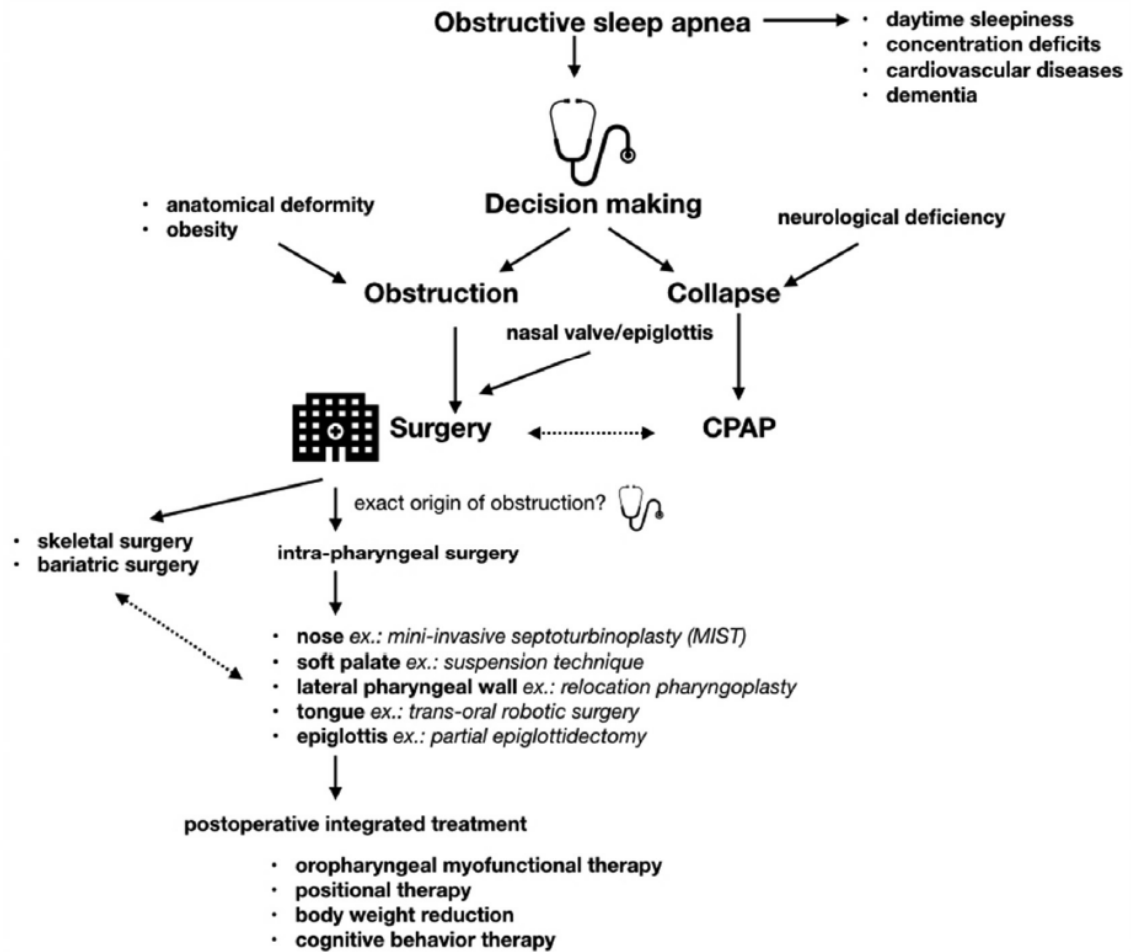 Obstructive sleep apnea
· daytime sleepiness
· concentration deficits
· cardiovascular diseases
· dementia
Decision making
· anatomical deformity
· obesity
neurological deficiency
Obstruction
Collapse
nasal valve/epiglottis
Surgery
CPAP
exact origin of obstruction?
· skeletal surgery
· bariatric surgery
intra-pharyngeal surgery
· nose ex.: mini-invasive septoturbinoplasty (MIST)
· soft palate ex.: suspension technique
· lateral pharyngeal wall ex.: relocation pharyngoplasty
· tongue ex.: trans-oral robotic surgery
· epiglottis ex.: partial epiglottidectomy
postoperative integrated treatment
· oropharyngeal myofunctional therapy
· positional therapy
· body weight reduction
· cognitive behavior therapy